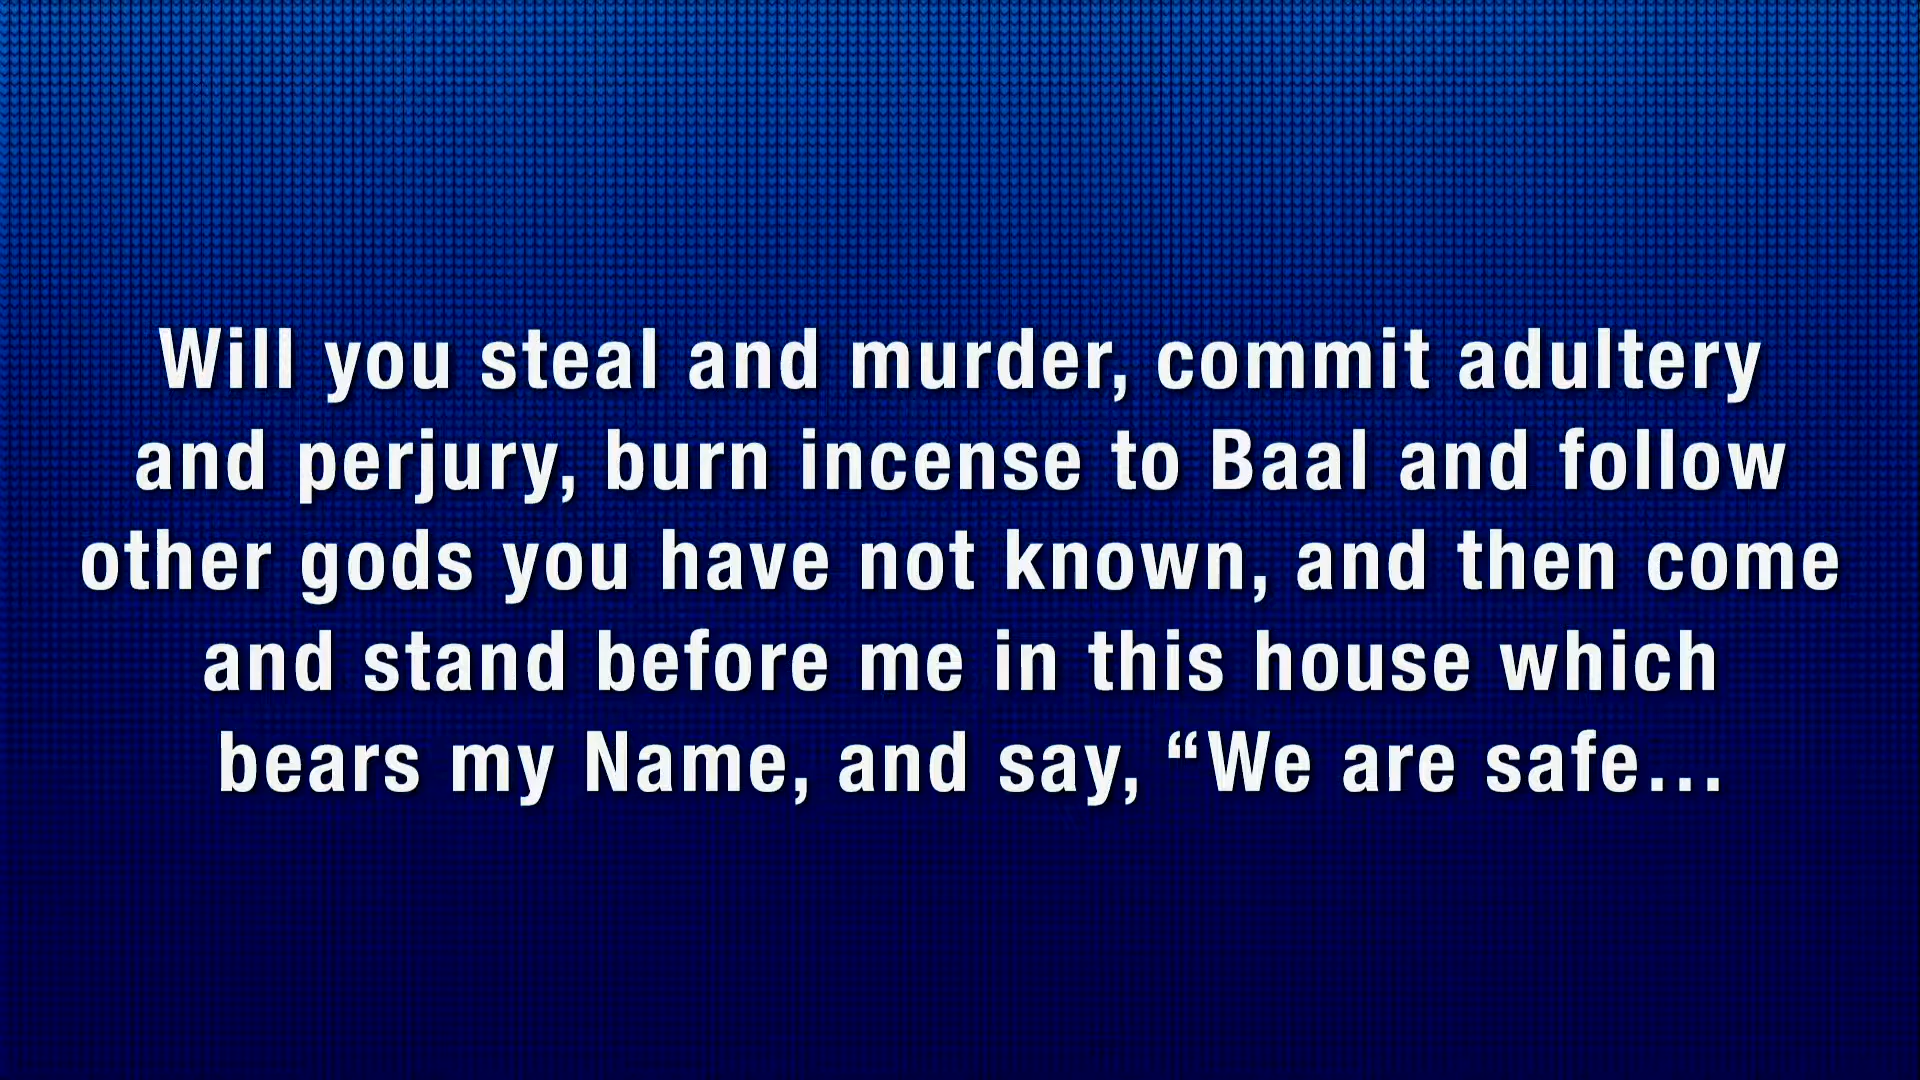 Will you steal and murder, commit adultery
and perjury, burn incense to Baal and follow
other gods you have not known, and then come
and stand before me in this house which
bears my Name, and say, “We are safe…